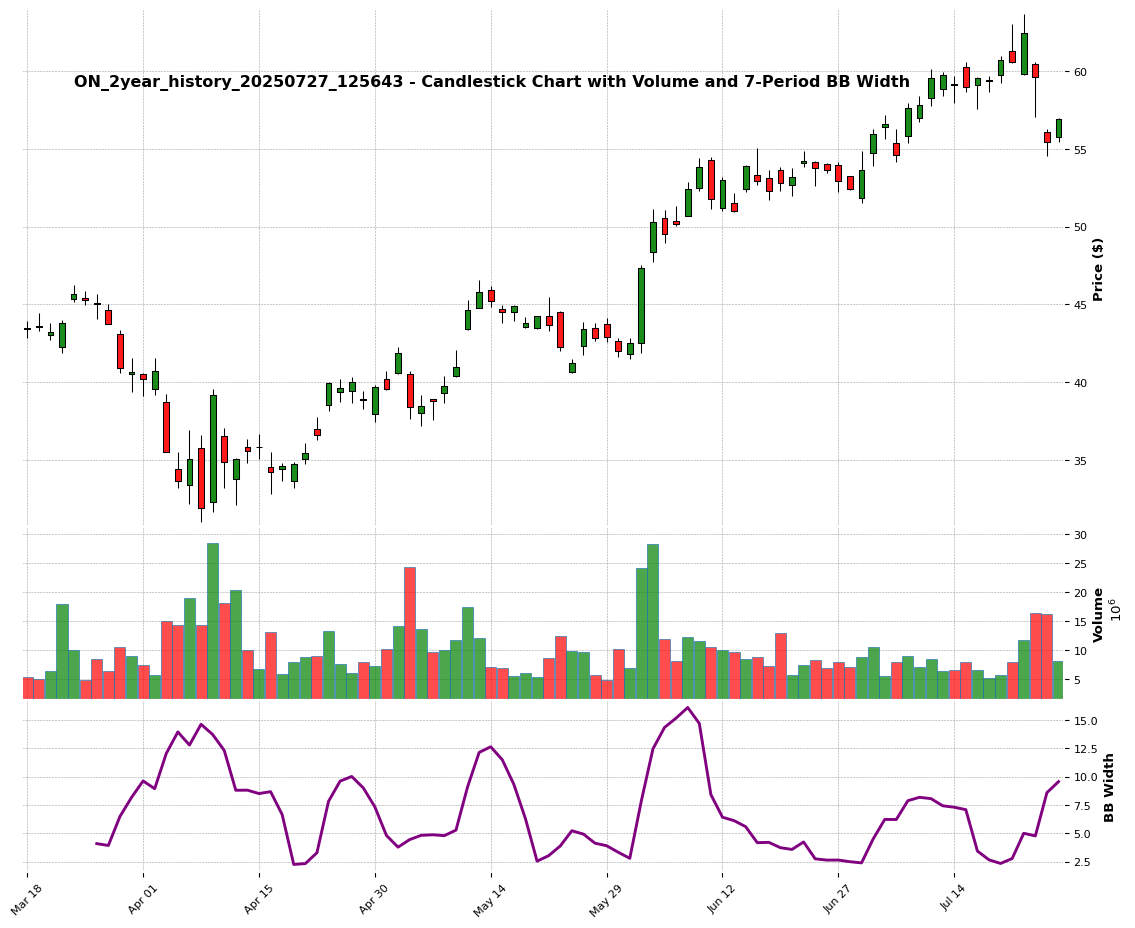 ON_2year_history_20250727_125643 - Candlestick Chart with Volume and 7-Period BB Width
60
55
50
45
40
35
Price ($)
30
25
20
15
10
5
Volume
10^6
15.0
12.5
10.0
7.5
5.0
2.5
BB Width
Mar 18
Apr 01
Apr 15
Apr 30
May 14
May 29
Jun 12
Jun 27
Jul 14